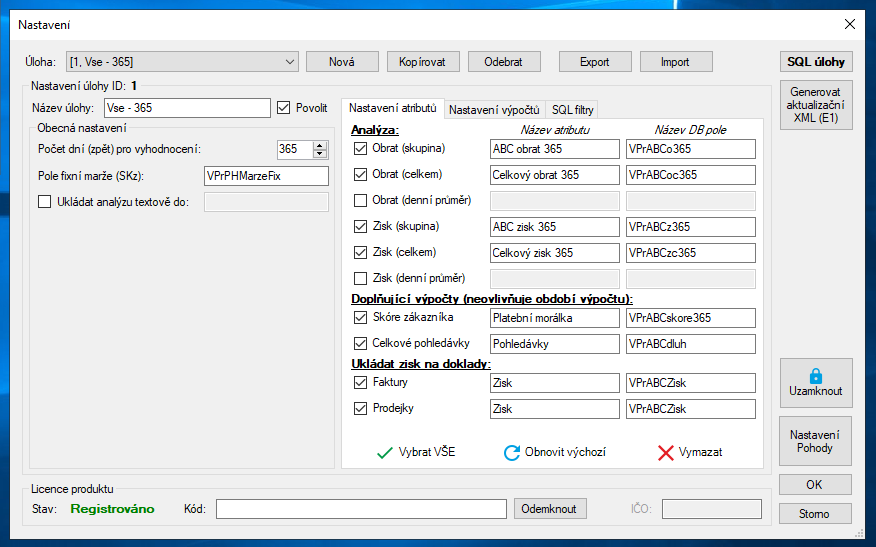 Nastavení
Úloha: [1, Vse - 365] Nová Kopírovat Odebrat Export Import SQL úlohy
Nastavení úlohy ID: 1
Název úlohy: Vse - 365 Povolit
Obecná nastavení
Počet dní (zpět) pro vyhodnocení: 365
Pole fixní marže (SKz): VPrPHMarzeFix
Ukládat analýzu textově do:
Nastavení atributů Nastavení výpočtů SQL filtry
Analýza: Název atributu Název DB pole
Obrat (skupina) ABC obrat 365 VPrABCo365
Obrat (celkem) Celkový obrat 365 VPrABCoc365
Obrat (denní průměr)
Zisk (skupina) ABC zisk 365 VPrABCz365
Zisk (celkem) Celkový zisk 365 VPrABCzc365
Zisk (denní průměr)
Doplňující výpočty (neovlivňuje období výpočtu):
Skóre zákazníka Platební morálka VPrABCskore365
Celkové pohledávky Pohledávky VPrABCdluh
Ukládat zisk na doklady:
Faktury Zisk VPrABCZisk
Prodejky Zisk VPrABCZisk
Vybrat VŠE Obnovit výchozí Vymazat
Generovat
aktualizační
XML (E1)
Uzamknout
Nastavení
Pohody
OK
Storno
Licence produktu
Stav: Registrováno Kód: Odemknout IČO: